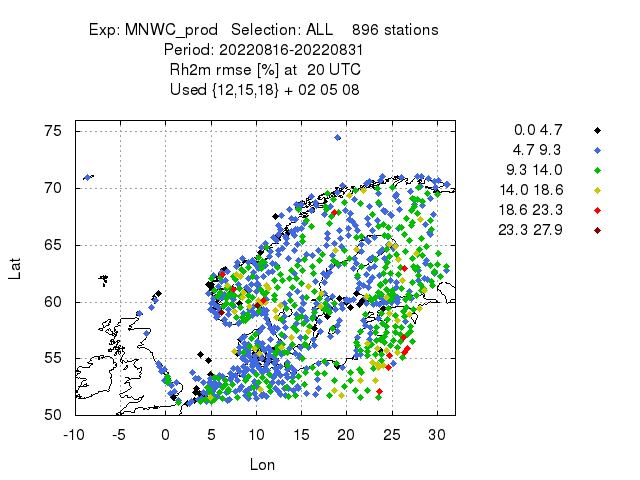 Exp: MNWC_prod   Selection: ALL    896 stations
Period: 20220816-20220831
Rh2m rmse [%] at  20 UTC
Used {12,15,18} + 02 05 08
0.0 4.7
4.7 9.3
9.3 14.0
14.0 18.6
18.6 23.3
23.3 27.9
75
70
65
60
55
50
Lat
-10 -5 0 5 10 15 20 25 30
Lon